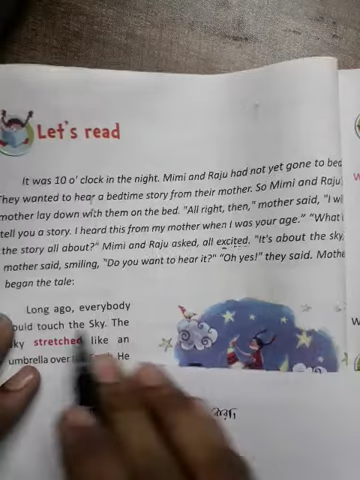 Let's read
It was 10 o' clock in the night. Mimi and Raju had not yet gone to bed
They wanted to hear a bedtime story from their mother. So Mimi and Raju
mother lay down with them on the bed. "All right, then," mother said, "I wi
tell you a story. I heard this from my mother when I was your age." "What i
the story all about?" Mimi and Raju asked, all excited. "It's about the sky,
mother said, smiling, "Do you want to hear it?" "Oh yes!" they said. Mothe
began the tale:
Long ago, everybody
ould touch the Sky. The
ky stretched like an
umbrella over He